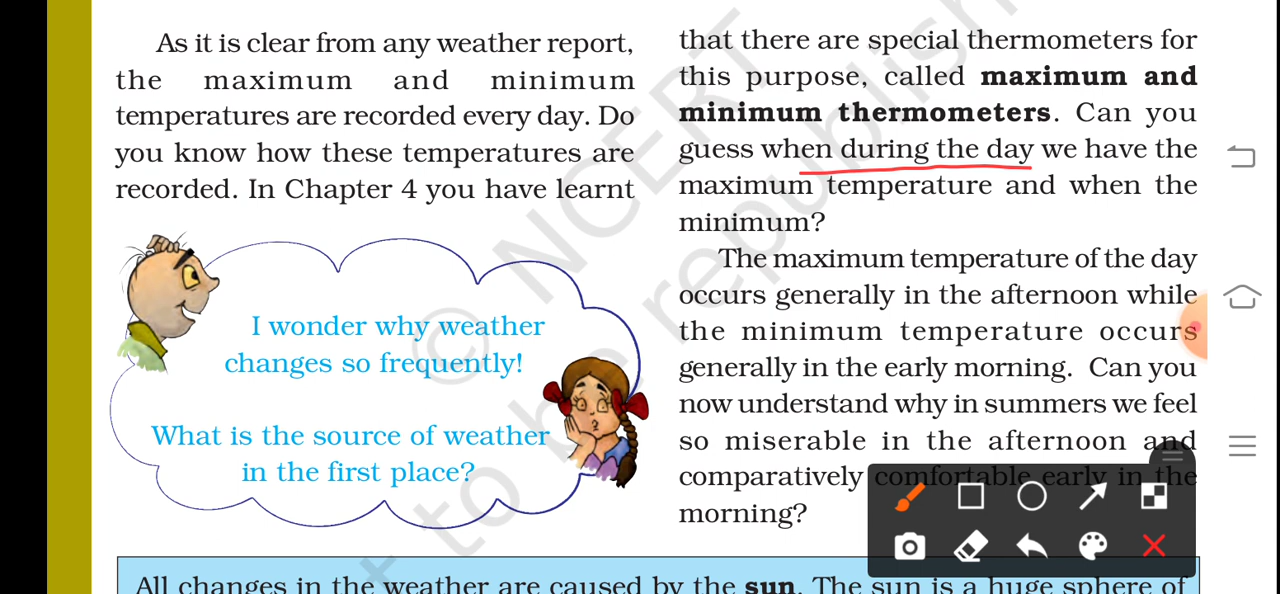 As it is clear from any weather report,
the maximum and minimum
temperatures are recorded every day. Do
you know how these temperatures are
recorded. In Chapter 4 you have learnt
I wonder why weather
changes so frequently!
What is the source of weather
in the first place?
that there are special thermometers for
this purpose, called maximum and
minimum thermometers. Can you
guess when during the day we have the
maximum temperature and when the
minimum?
The maximum temperature of the day
occurs generally in the afternoon while
the minimum temperature occurs
generally in the early morning. Can you
now understand why in summers we feel
so miserable in the afternoon and
comparatively comfortable early in the
morning?
All changes in the weather are caused by the sun. The sun is a huge sphere of
© NCERT
t to be republish